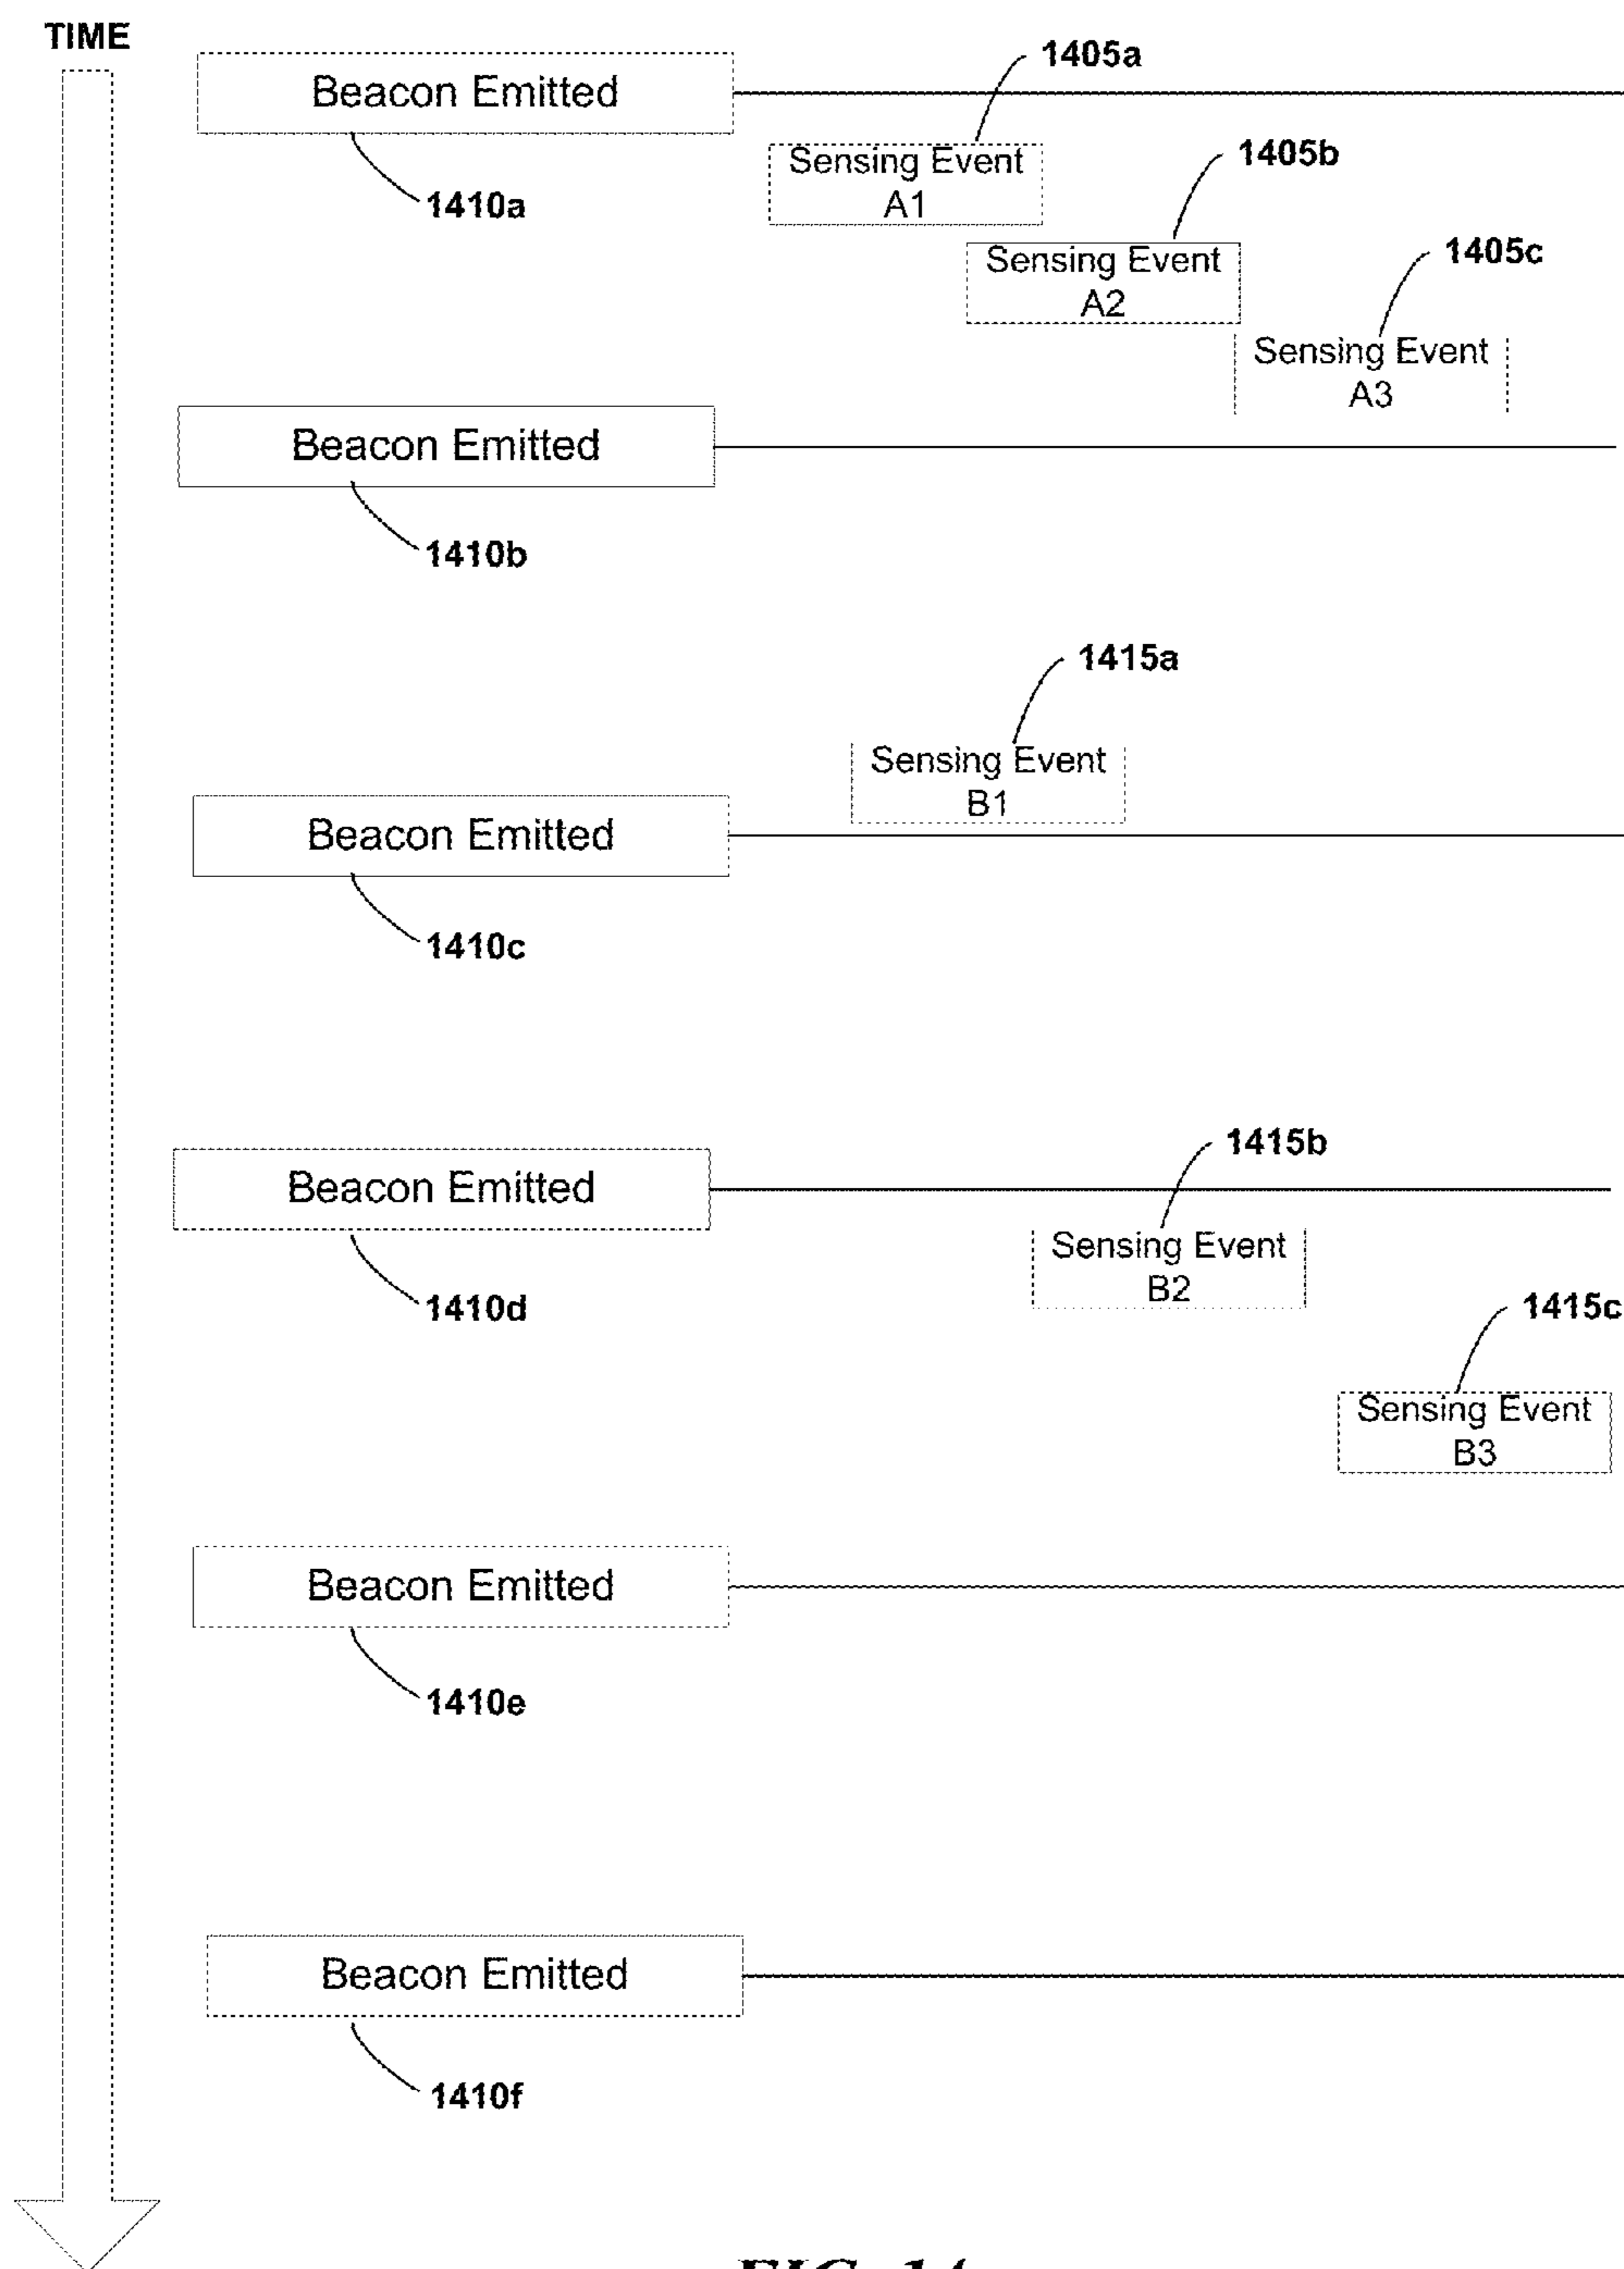 TIME
Beacon Emitted
1405a
Sensing Event
A1
1405b
1410a
Sensing Event
A2
1405c
Sensing Event
A3
Beacon Emitted
1410b
1415a
Sensing Event
B1
Beacon Emitted
1410c
1415b
Beacon Emitted
Sensing Event
B2
1410d
1415c
Sensing Event
B3
Beacon Emitted
1410e
Beacon Emitted
1410f